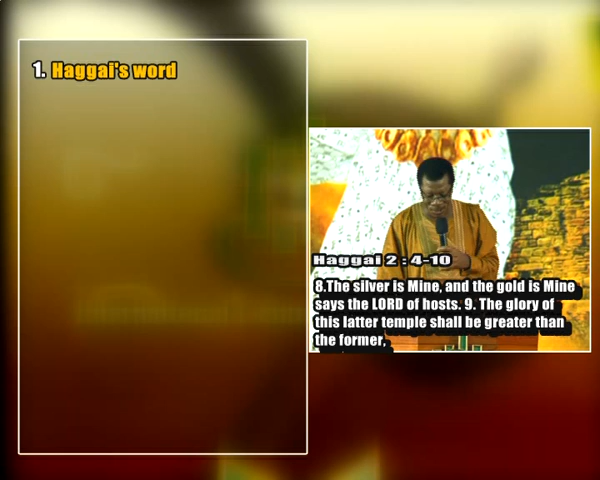 1. Haggai's word
Haggai 2 : 4-10
8.The silver is Mine, and the gold is Mine
says the LORD of hosts. 9. The glory of
this latter temple shall be greater than
the former,